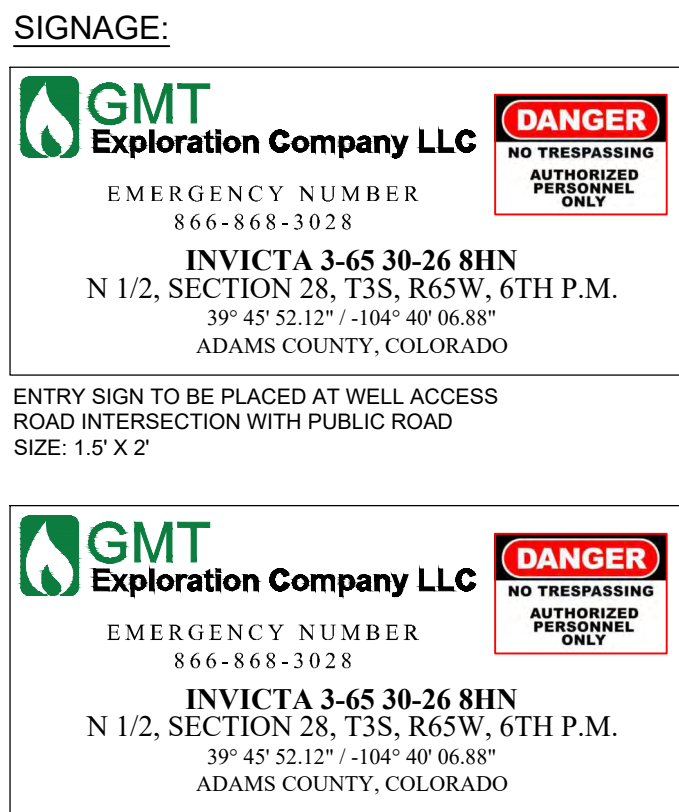 SIGNAGE:
GMT
Exploration Company LLC
DANGER
NO TRESPASSING
AUTHORIZED
PERSONNEL
ONLY
EMERGENCY NUMBER
866-868-3028
INVICTA 3-65 30-26 8HN
N 1/2, SECTION 28, T3S, R65W, 6TH P.M.
39° 45' 52.12" / -104° 40' 06.88"
ADAMS COUNTY, COLORADO
ENTRY SIGN TO BE PLACED AT WELL ACCESS
ROAD INTERSECTION WITH PUBLIC ROAD
SIZE: 1.5' X 2'
GMT
Exploration Company LLC
DANGER
NO TRESPASSING
AUTHORIZED
PERSONNEL
ONLY
EMERGENCY NUMBER
866-868-3028
INVICTA 3-65 30-26 8HN
N 1/2, SECTION 28, T3S, R65W, 6TH P.M.
39° 45' 52.12" / -104° 40' 06.88"
ADAMS COUNTY, COLORADO